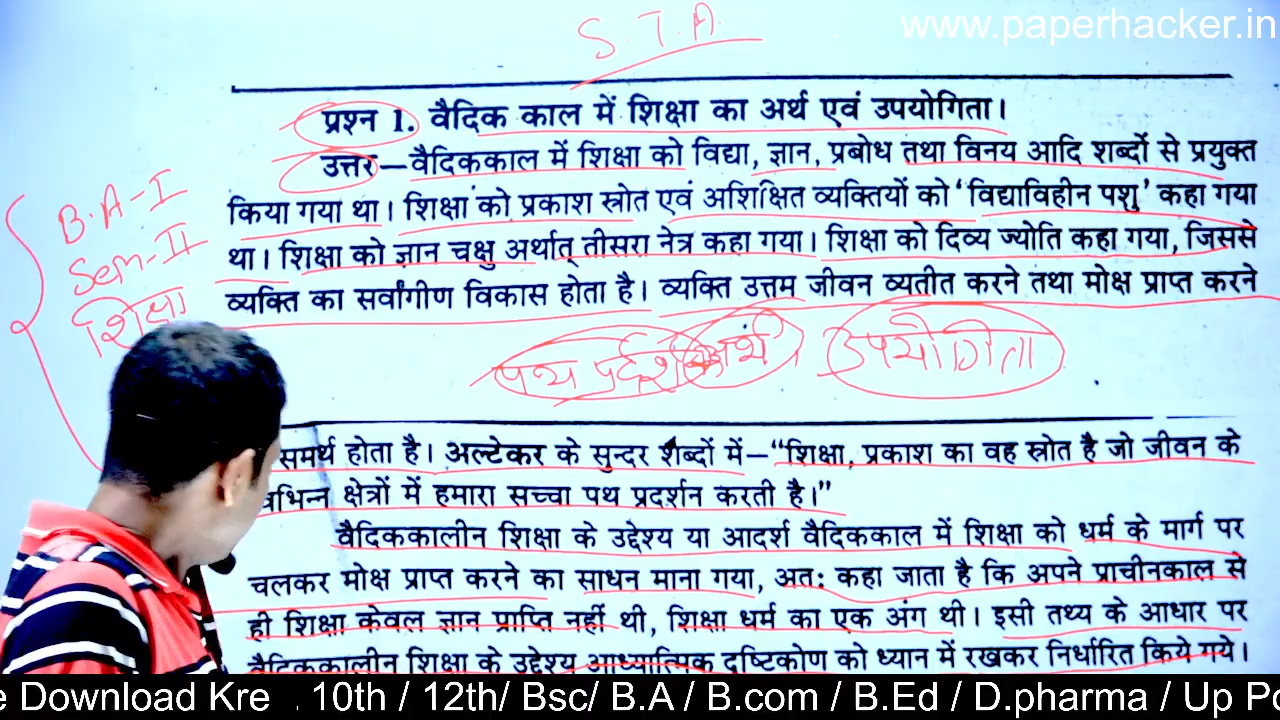 www.paperhacker.in
S.T.A.
प्रश्न 1. वैदिक काल में शिक्षा का अर्थ एवं उपयोगिता।
उत्तर—वैदिककाल में शिक्षा को विद्या, ज्ञान, प्रबोध तथा विनय आदि शब्दों से प्रयुक्त
किया गया था। शिक्षा को प्रकाश स्रोत एवं अशिक्षित व्यक्तियों को ‘विद्याविहीन पशु’ कहा गया
था। शिक्षा को ज्ञान चक्षु अर्थात् तीसरा नेत्र कहा गया। शिक्षा को दिव्य ज्योति कहा गया, जिससे
व्यक्ति का सर्वांगीण विकास होता है। व्यक्ति उत्तम जीवन व्यतीत करने तथा मोक्ष प्राप्त करने
B.A-I
Sem-II
शिक्षा
पथ प्रर्दशक अर्थ उपयोगिता
समर्थ होता है। अल्टेकर के सुन्दर शब्दों में—“शिक्षा, प्रकाश का वह स्रोत है जो जीवन के
क्षेत्रों में हमारा सच्चा पथ प्रदर्शन करती है।”
वैदिककालीन शिक्षा के उद्देश्य या आदर्श वैदिककाल में शिक्षा को धर्म के मार्ग पर
चलकर मोक्ष प्राप्त करने का साधन माना गया, अतः कहा जाता है कि अपने प्राचीनकाल से
ही शिक्षा केवल ज्ञान प्राप्ति नहीं थी, शिक्षा धर्म का एक अंग थी। इसी तथ्य के आधार पर
वैदिककालीन शिक्षा के उद्देश्य आध्यात्मिक दृष्टिकोण को ध्यान में रखकर निर्धारित किये गये।
e Download Kre . 10th / 12th/ Bsc/ B.A / B.com / B.Ed / D.pharma / Up Po